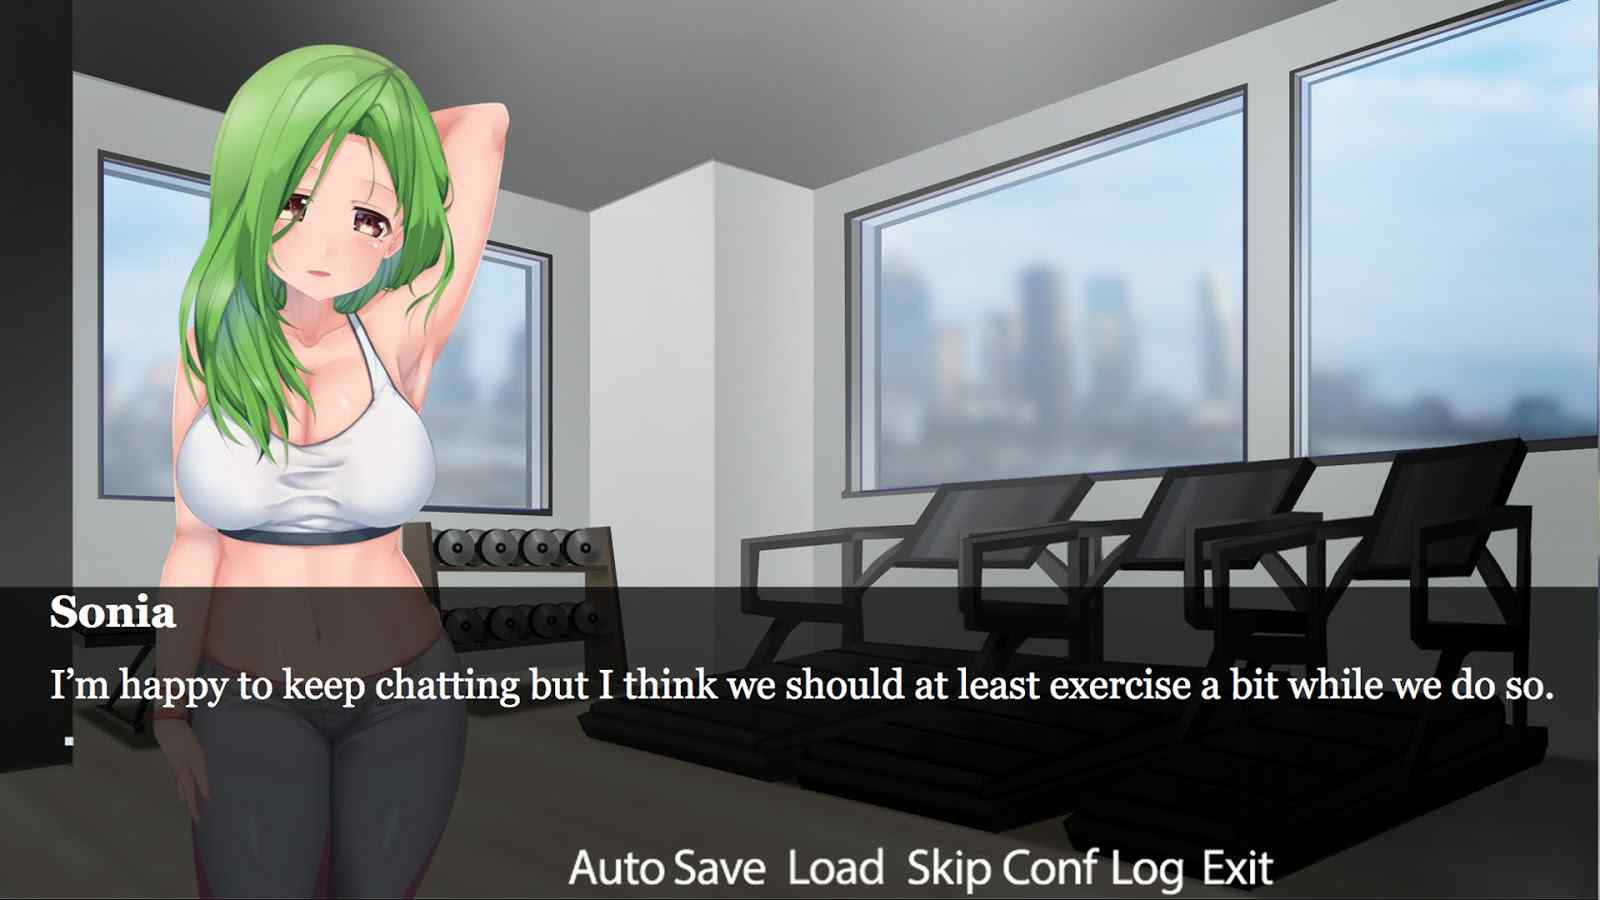 Sonia
I’m happy to keep chatting but I think we should at least exercise a bit while we do so.
Auto Save Load Skip Conf Log Exit